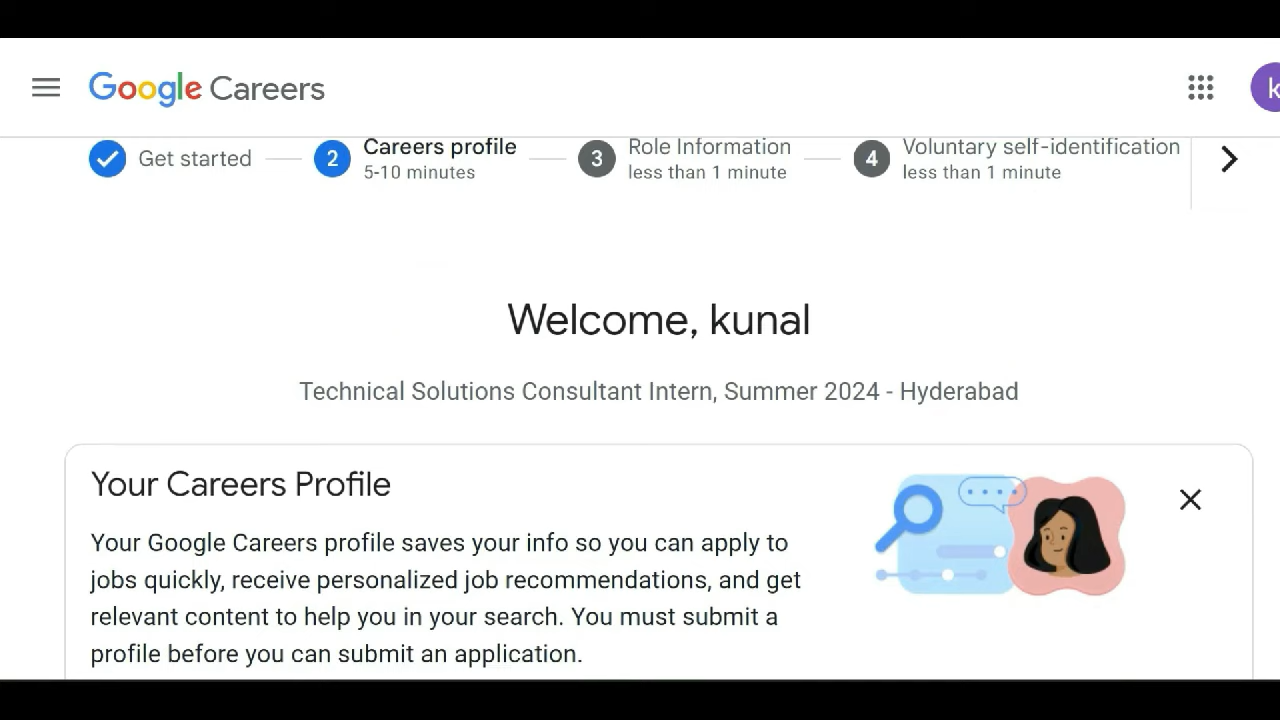 Google Careers
k
Get started
2
Careers profile
5-10 minutes
3
Role Information
less than 1 minute
4
Voluntary self-identification
less than 1 minute
Welcome, kunal
Technical Solutions Consultant Intern, Summer 2024 - Hyderabad
Your Careers Profile
Your Google Careers profile saves your info so you can apply to
jobs quickly, receive personalized job recommendations, and get
relevant content to help you in your search. You must submit a
profile before you can submit an application.